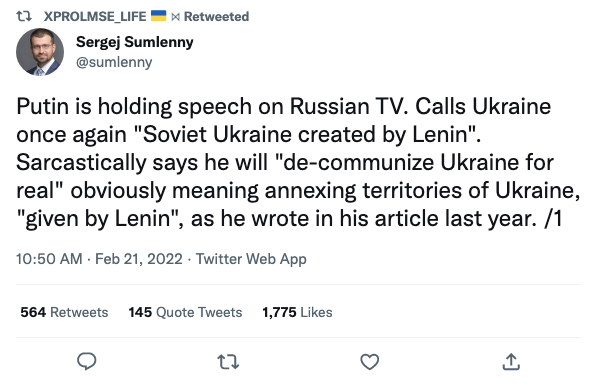 XPROLMSE_LIFE 🇺🇦 ⋈ Retweeted
Sergej Sumlenny
@sumlenny
Putin is holding speech on Russian TV. Calls Ukraine
once again "Soviet Ukraine created by Lenin".
Sarcastically says he will "de-communize Ukraine for
real" obviously meaning annexing territories of Ukraine,
"given by Lenin", as he wrote in his article last year. /1
10:50 AM · Feb 21, 2022 · Twitter Web App
564 Retweets 145 Quote Tweets 1,775 Likes